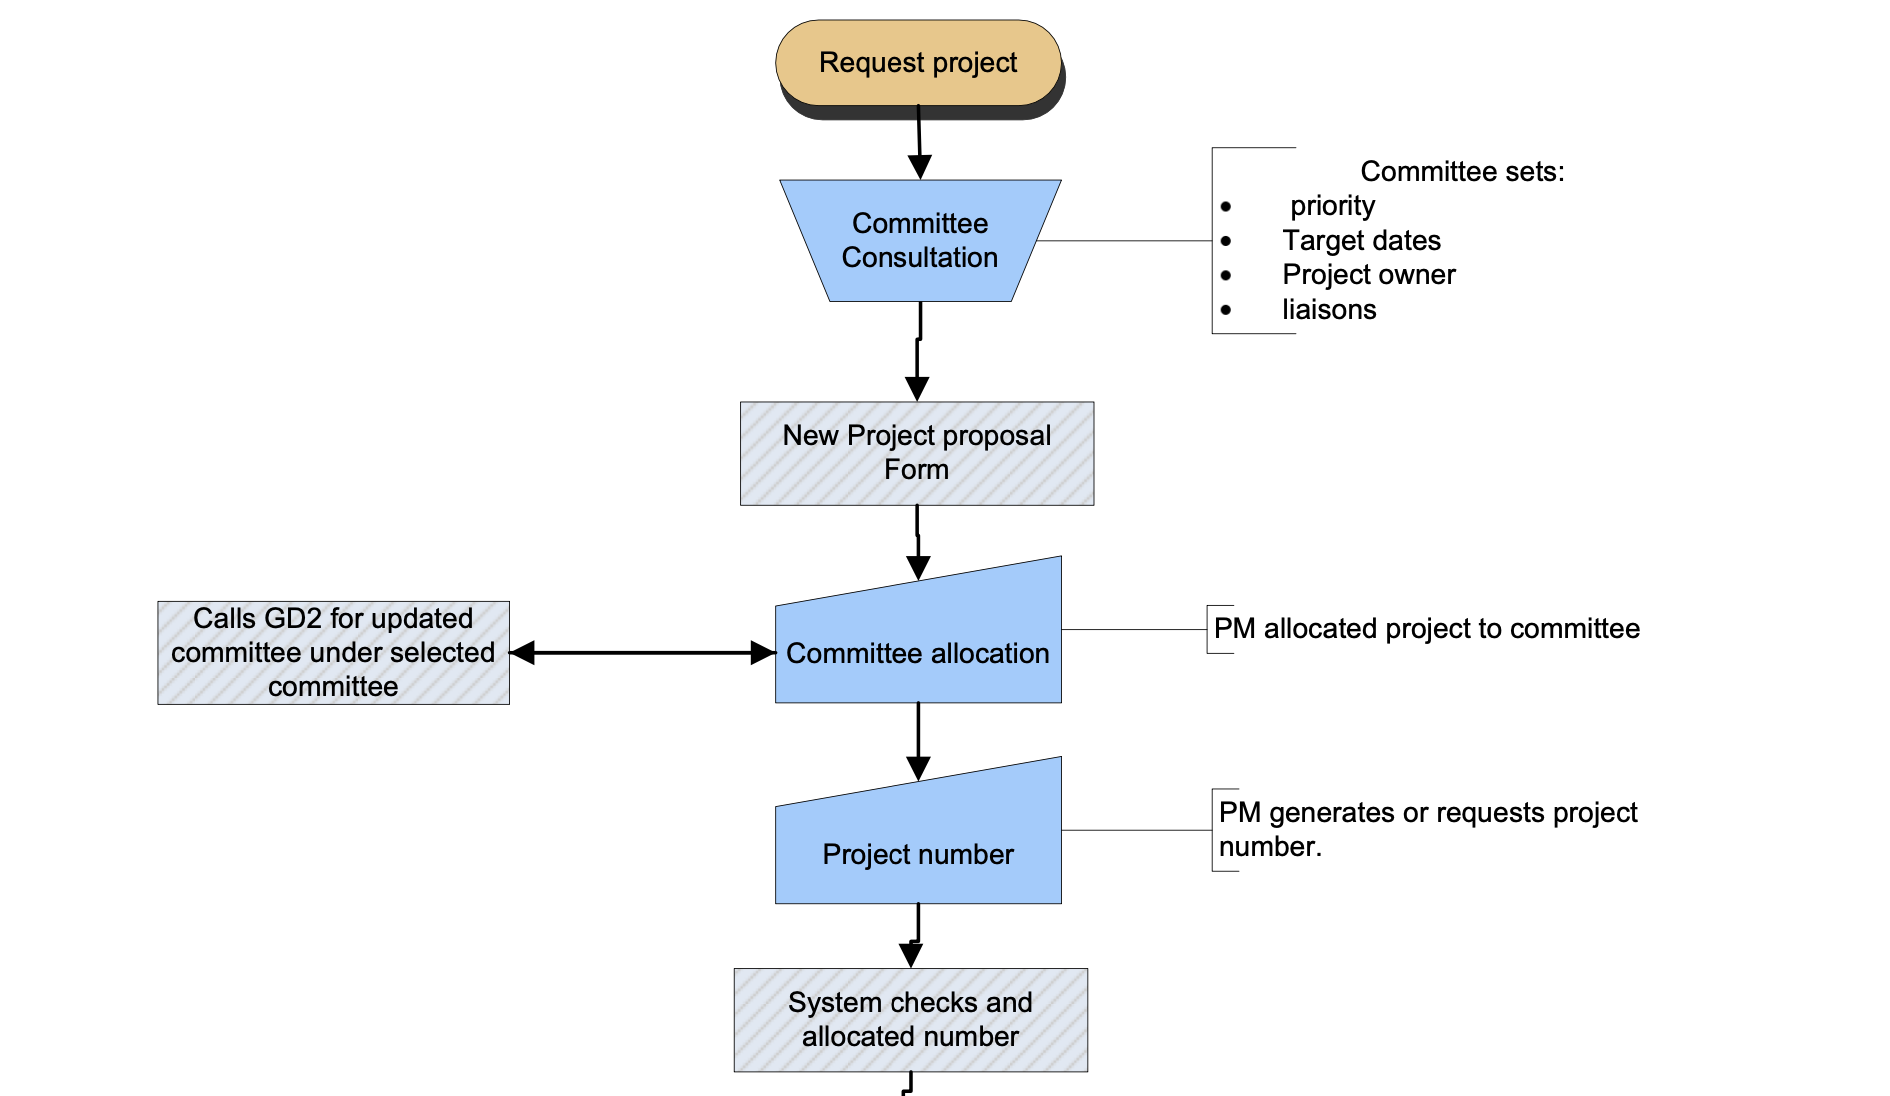 Request project
Committee
Consultation
Committee sets:
• priority
• Target dates
• Project owner
• liaisons
New Project proposal
Form
Calls GD2 for updated
committee under selected
committee
Committee allocation
PM allocated project to committee
Project number
PM generates or requests project
number.
System checks and
allocated number